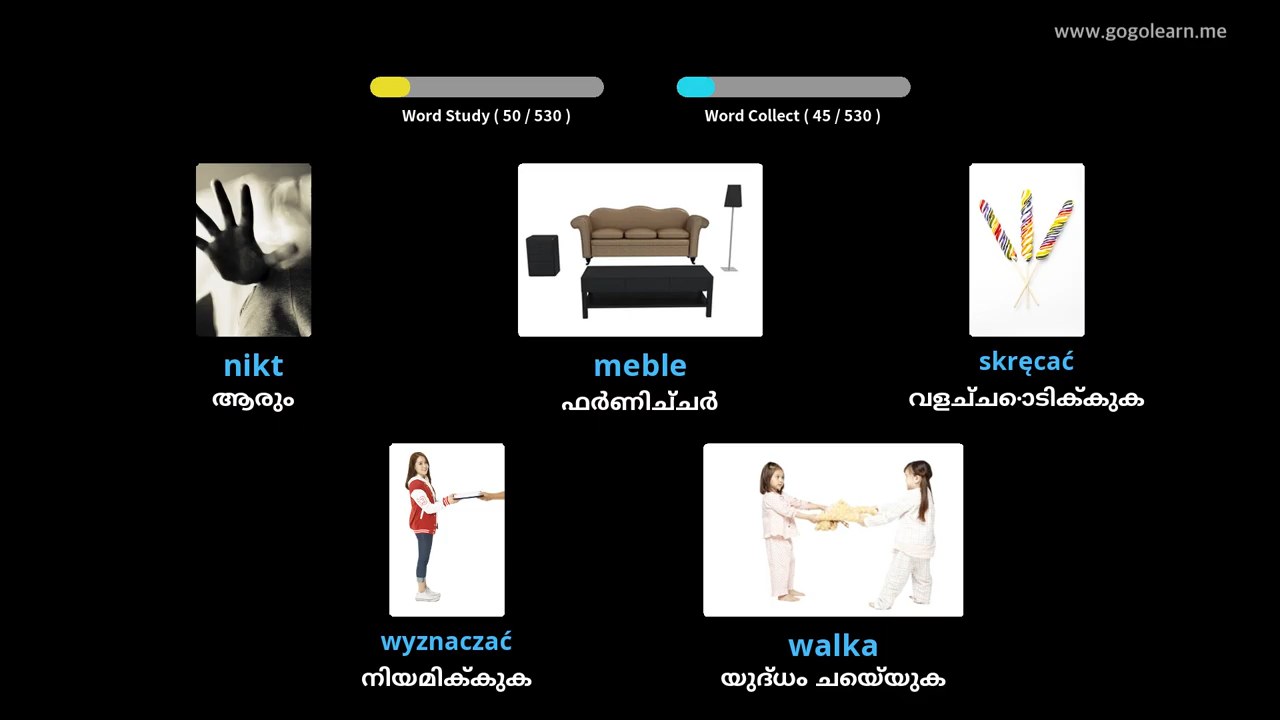 www.gogolearn.me
Word Study ( 50 / 530 )
Word Collect ( 45 / 530 )
nikt
ആരും
meble
ഫർണിച്ചർ
skręcać
വളച്ചൊടിക്കുക
wyznaczać
നിയമിക്കുക
walka
യുദ്ധം ചെയ്യുക